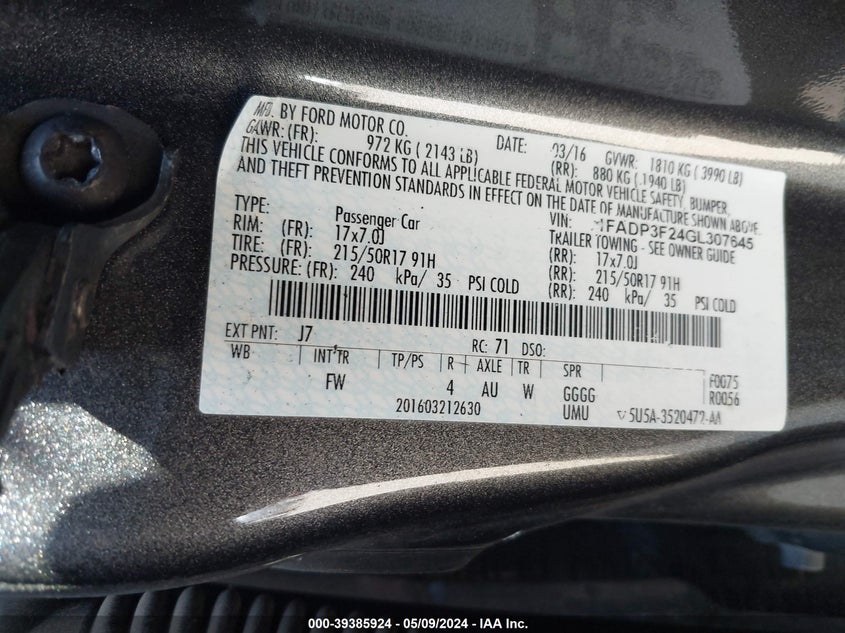 MFD. BY FORD MOTOR CO. DATE: 03/16 GVWR: 1810 KG ( 3990 LB)
GAWR: (FR): 972 KG ( 2143 LB) (RR): 880 KG ( 1940 LB)
THIS VEHICLE CONFORMS TO ALL APPLICABLE FEDERAL MOTOR VEHICLE SAFETY, BUMPER,
AND THEFT PREVENTION STANDARDS IN EFFECT ON THE DATE OF MANUFACTURE SHOWN ABOVE.
VIN: 1FADP3F24GL307645
TYPE: Passenger Car TRAILER TOWING - SEE OWNER GUIDE
RIM: (FR): 17x7.0J (RR): 17x7.0J
TIRE: (FR): 215/50R17 91H (RR): 215/50R17 91H
PRESSURE: (FR): 240 kPa/ 35 PSI COLD (RR): 240 kPa/ 35 PSI COLD
EXT PNT: J7 RC: 71 DSO:
WB INT TR TP/PS R AXLE TR SPR F0075
FW 4 AU W GGGG R0056
201603212630 UMU 5U5A-3520472-AA
000-39385924 - 05/09/2024 - IAA Inc.